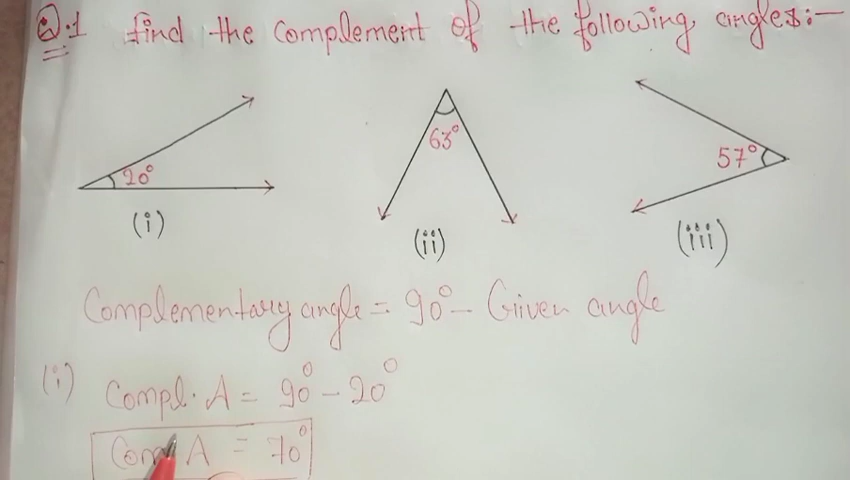 Q.1 find the complement of the following angles:-
20°
63°
57°
(i)
(ii)
(iii)
Complementary angle = 90° - Given angle
(i) Compl. A = 90° - 20°
Com A = 70°